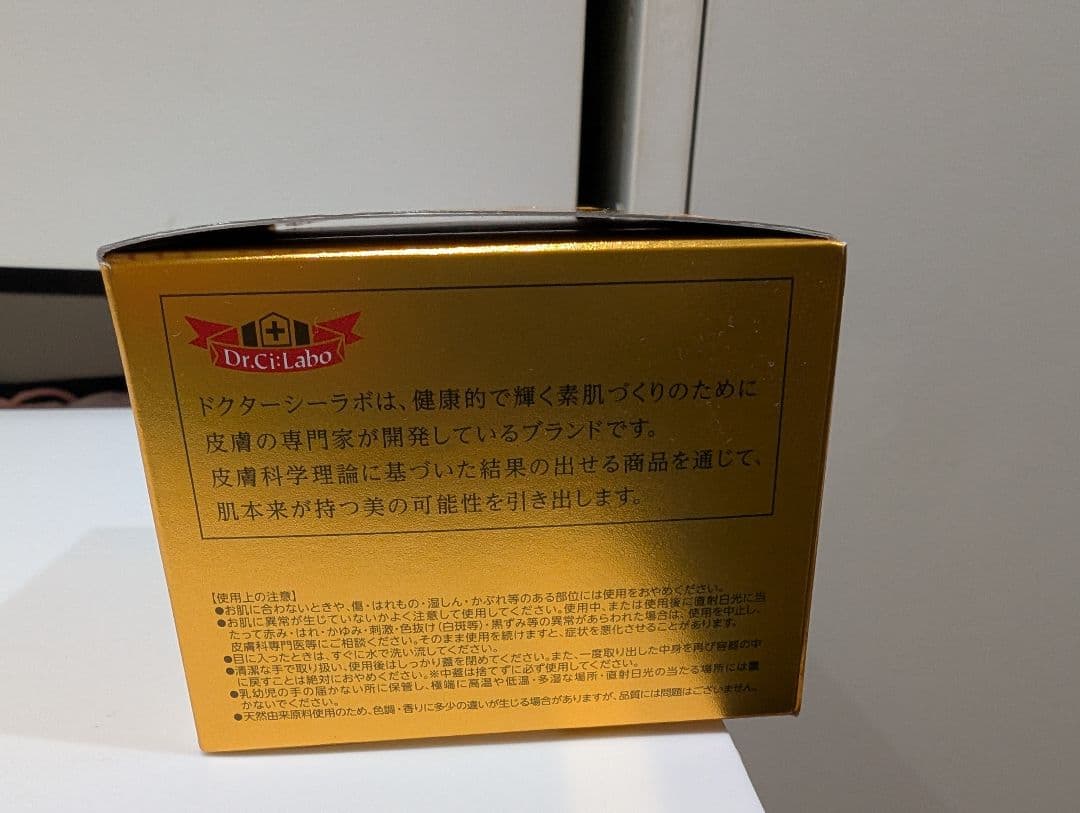 Dr.Ci:Labo
ドクターシーラボは、健康的で輝く素肌づくりのために
皮膚の専門家が開発しているブランドです。
皮膚科学理論に基づいた結果の出せる商品を通じて、
肌本来が持つ美の可能性を引き出します。
【使用上の注意】
●お肌に合わないときや、傷・はれもの・湿しん・かぶれ等のある部位には使用をおやめください。
●お肌に異常が生じていないかよく注意して使用してください。使用中、または使用後に直射日光に当
たって赤み・はれ・かゆみ・刺激・色抜け(白斑等)・黒ずみ等の異常があらわれた場合は、使用を中止し、
皮膚科専門医等にご相談ください。そのまま使用を続けますと、症状を悪化させることがあります。
●目に入ったときは、すぐに水で洗い流してください。
●清潔な手で取り扱い、使用後はしっかり蓋を閉めてください。また、一度取り出した中身を再び容器の中
に戻すことは絶対におやめください。※中蓋は捨てずに必ず使用してください。
●乳幼児の手の届かない所に保管し、極端に高温や低温・多湿な場所・直射日光の当たる場所には置
かないでください。
●天然由来原料使用のため、色調・香りに多少の違いが生じる場合がありますが、品質には問題はございません。